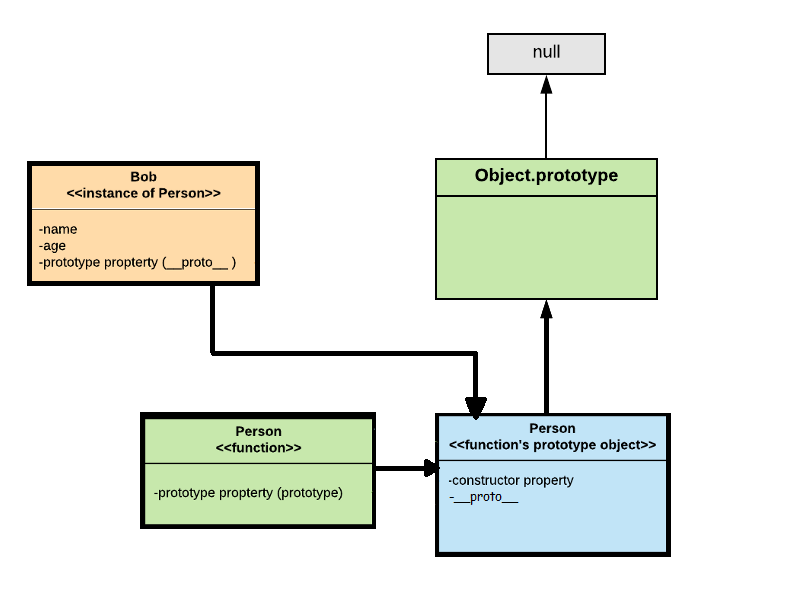 null
Object.prototype
Bob
<<instance of Person>>
-name
-age
-prototype propterty (__proto__ )
Person
<<function>>
-prototype propterty (prototype)
Person
<<function's prototype object>>
-constructor property
-__proto__